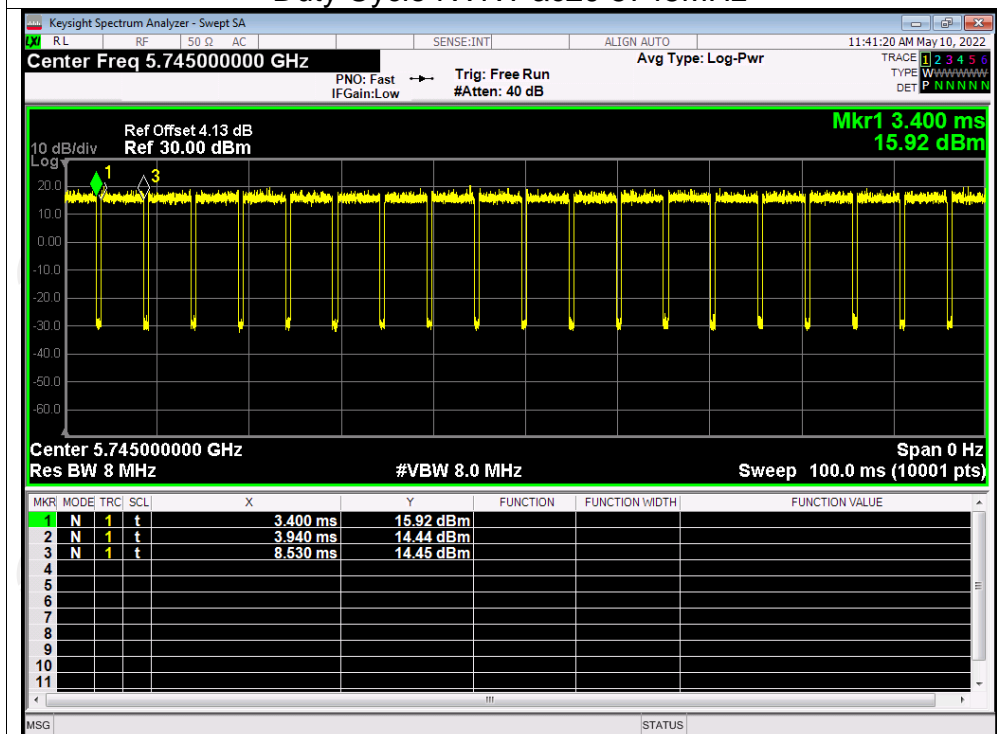 Keysight Spectrum Analyzer - Swept SA
LXI RL RF 50 Ω AC SENSE:INT ALIGN AUTO 11:41:20 AM May 10, 2022
Center Freq 5.745000000 GHz
PNO: Fast
IFGain:Low
Trig: Free Run
#Atten: 40 dB
Avg Type: Log-Pwr
TRACE 1 2 3 4 5 6
TYPE WWWWWW
DET P N N N N N
Mkr1 3.400 ms
15.92 dBm
Ref Offset 4.13 dB
10 dB/div Ref 30.00 dBm
Log
1 3
20.0
10.0
0.00
-10.0
-20.0
-30.0
-40.0
-50.0
-60.0
Center 5.745000000 GHz Span 0 Hz
Res BW 8 MHz #VBW 8.0 MHz Sweep 100.0 ms (10001 pts)
MKR MODE TRC SCL X Y FUNCTION FUNCTION WIDTH FUNCTION VALUE
1 N 1 t 3.400 ms 15.92 dBm
2 N 1 t 3.940 ms 14.44 dBm
3 N 1 t 8.530 ms 14.45 dBm
4
5
6
7
8
9
10
11
MSG STATUS